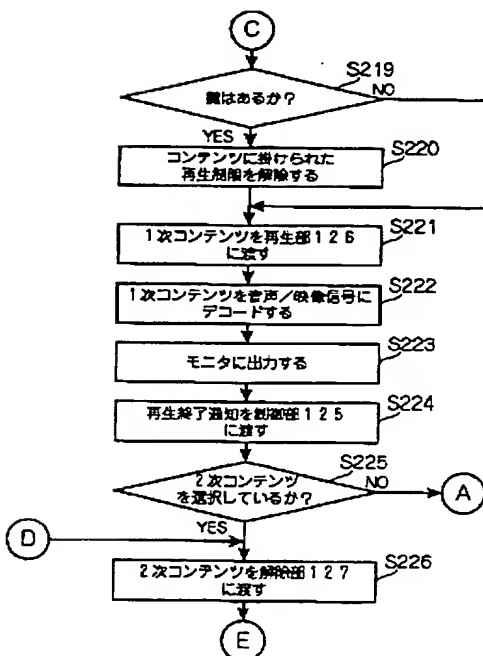 C
S219
鍵はあるか?
NO
YES
S220
コンテンツに掛けられた
再生制限を解除する
S221
1次コンテンツを再生部126
に渡す
S222
1次コンテンツを音声/映像信号に
デコードする
S223
モニタに出力する
S224
再生終了通知を制御部125
に渡す
S225
2次コンテンツ
を選択しているか?
NO
A
YES
D
S226
2次コンテンツを解除部127
に渡す
E